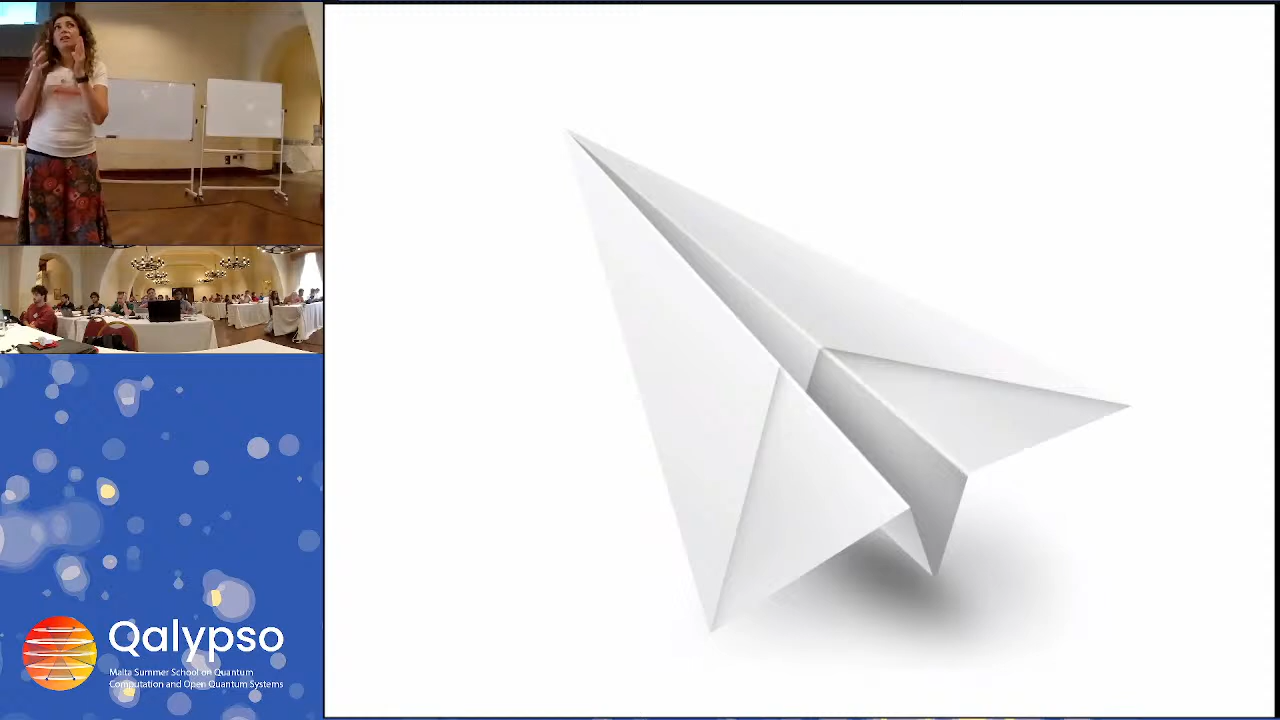 Qalypso
Malta Summer School on Quantum
Computation and Open Quantum Systems